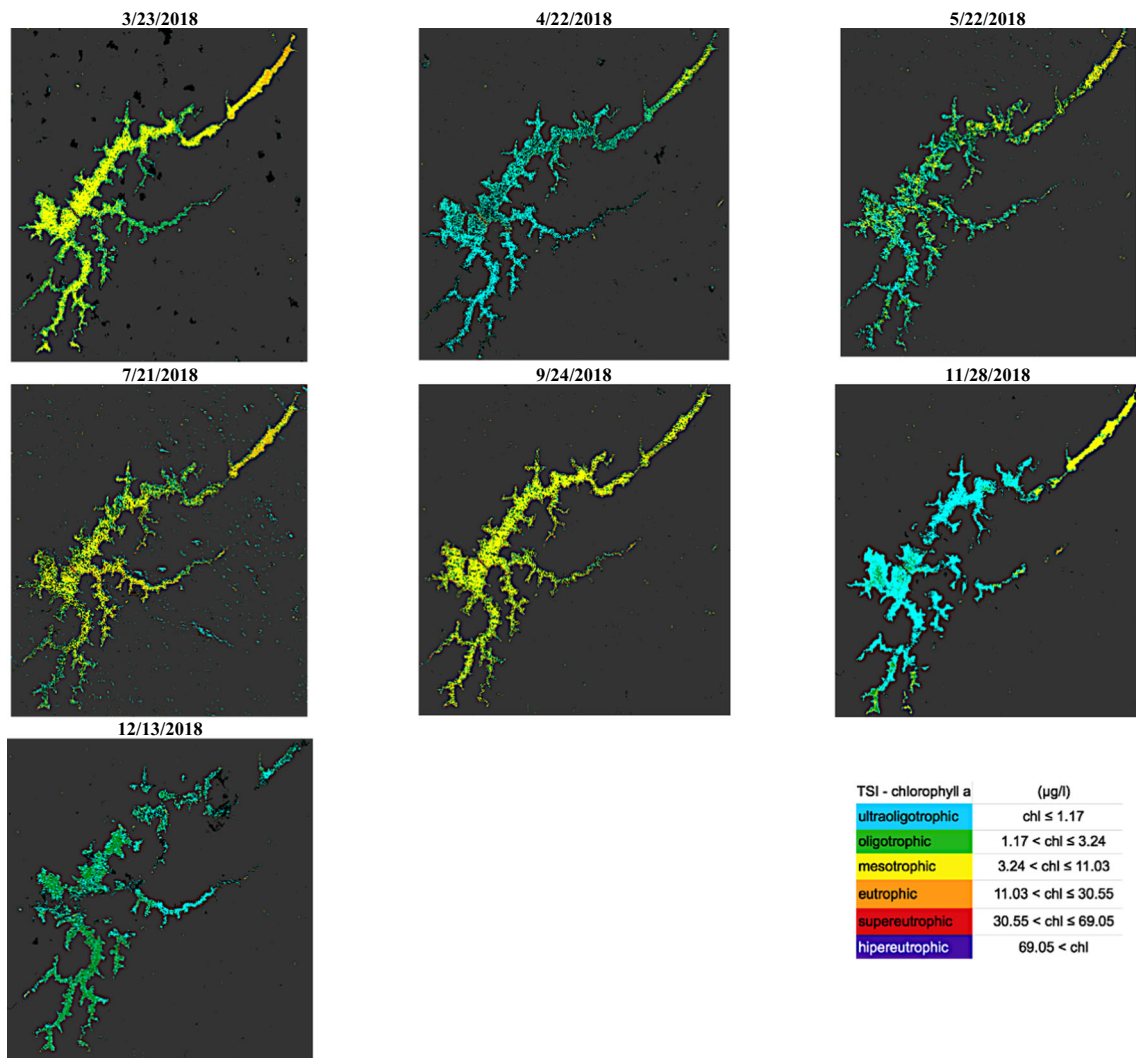 3/23/2018 4/22/2018 5/22/2018
7/21/2018 9/24/2018 11/28/2018
12/13/2018
TSI - chlorophyll a (µg/l)
ultraoligotrophic chl ≤ 1.17
oligotrophic 1.17 < chl ≤ 3.24
mesotrophic 3.24 < chl ≤ 11.03
eutrophic 11.03 < chl ≤ 30.55
supereutrophic 30.55 < chl ≤ 69.05
hipereutrophic 69.05 < chl